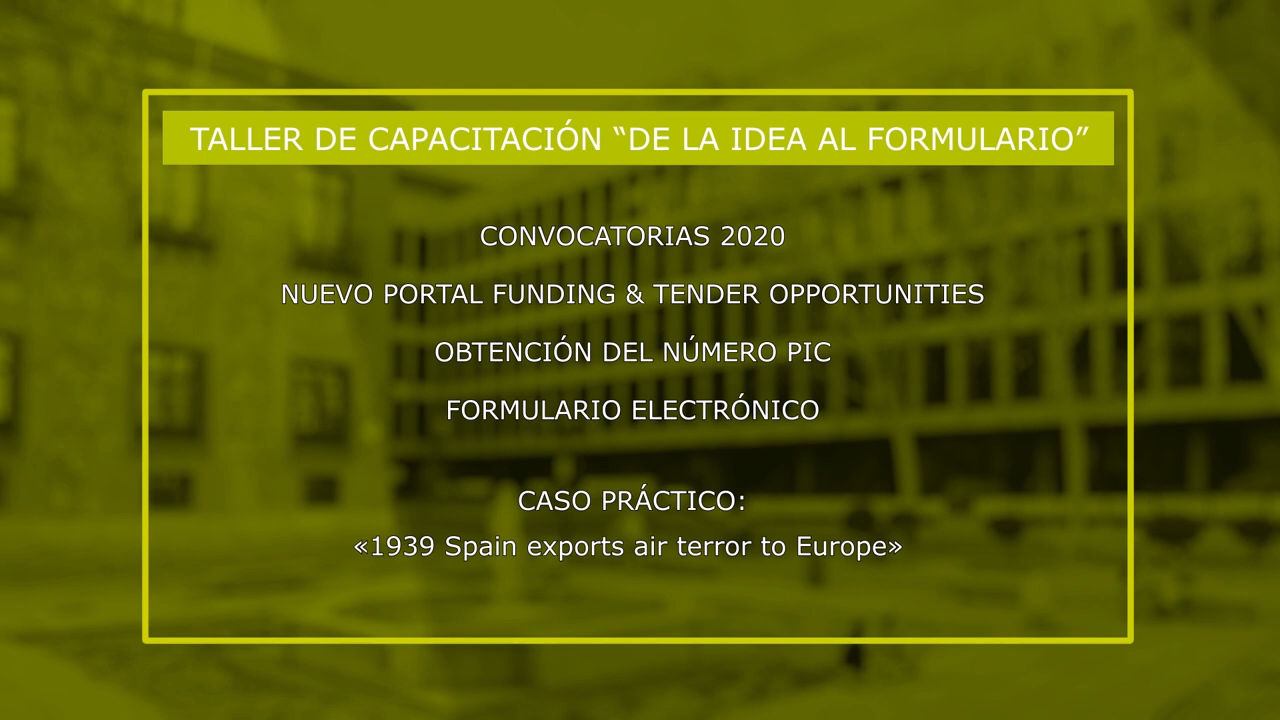 TALLER DE CAPACITACIÓN “DE LA IDEA AL FORMULARIO”
CONVOCATORIAS 2020
NUEVO PORTAL FUNDING & TENDER OPPORTUNITIES
OBTENCIÓN DEL NÚMERO PIC
FORMULARIO ELECTRÓNICO
CASO PRÁCTICO:
«1939 Spain exports air terror to Europe»